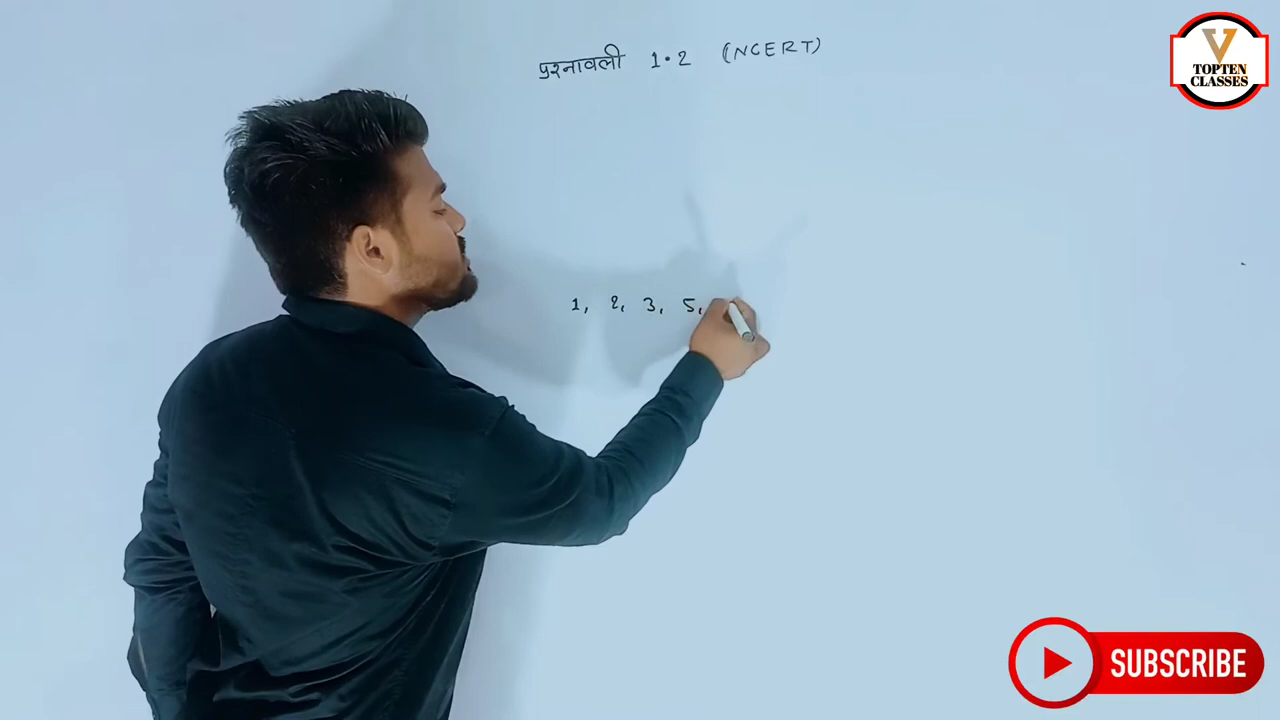 प्रश्नावली 1.2 (NCERT)
1, 2, 3, 5,
V
TOPTEN
CLASSES
SUBSCRIBE